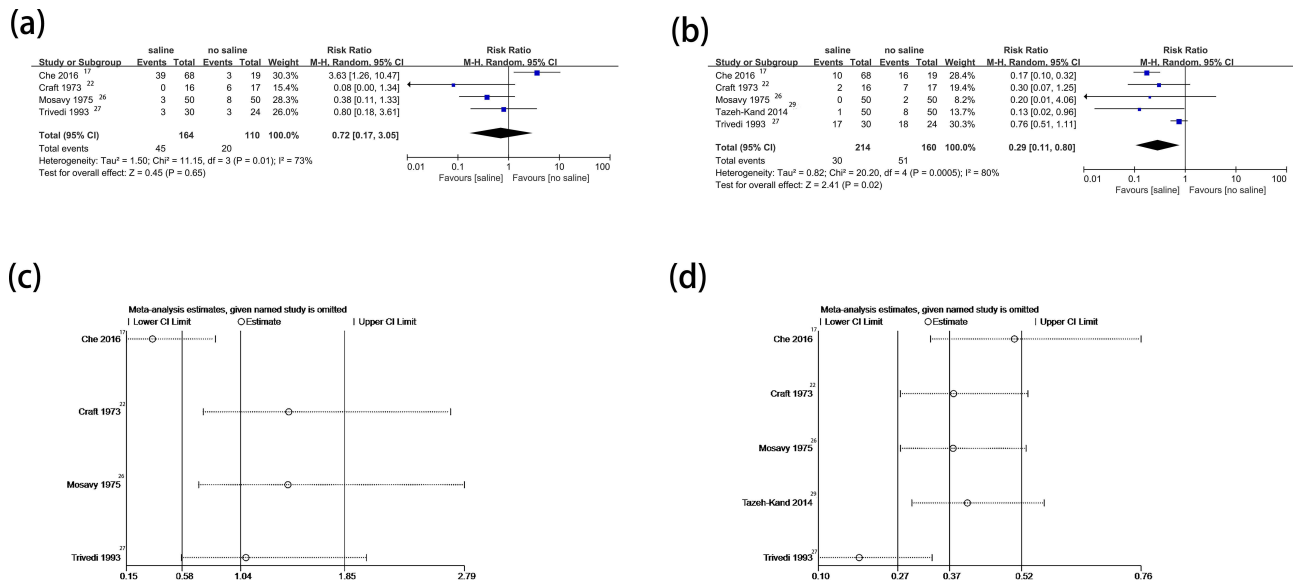 (a)
saline no saline Risk Ratio Risk Ratio
Study or Subgroup Events Total Events Total Weight M-H. Random. 95% CI M-H. Random. 95% CI
Che 2016 17 39 68 3 19 30.3% 3.63 [1.26, 10.47]
Craft 1973 22 0 16 6 17 15.4% 0.08 [0.00, 1.34]
Mosavy 1975 26 3 50 8 50 28.3% 0.38 [0.11, 1.33]
Trivedi 1993 27 3 30 3 24 26.0% 0.80 [0.18, 3.61]
Total (95% CI) 164 110 100.0% 0.72 [0.17, 3.05]
Total events 45 20
Heterogeneity: Tau² = 1.50; Chi² = 11.15, df = 3 (P = 0.01); I² = 73%
Test for overall effect: Z = 0.45 (P = 0.65)
0.01 0.1 1 10 100
Favours [saline] Favours [no saline]
(b)
saline no saline Risk Ratio Risk Ratio
Study or Subgroup Events Total Events Total Weight M-H. Random. 95% CI M-H. Random. 95% CI
Che 2016 17 10 68 16 19 28.4% 0.17 [0.10, 0.32]
Craft 1973 22 2 16 7 17 19.4% 0.30 [0.07, 1.25]
Mosavy 1975 26 0 50 2 50 8.2% 0.20 [0.01, 4.06]
Tazeh-Kand 2014 29 1 50 8 50 13.7% 0.13 [0.02, 0.96]
Trivedi 1993 27 17 30 18 24 30.3% 0.76 [0.51, 1.11]
Total (95% CI) 214 160 100.0% 0.29 [0.11, 0.80]
Total events 30 51
Heterogeneity: Tau² = 0.82; Chi² = 20.20, df = 4 (P = 0.0005); I² = 80%
Test for overall effect: Z = 2.41 (P = 0.02)
0.01 0.1 1 10 100
Favours [saline] Favours [no saline]
(c)
Meta-analysis estimates, given named study is omitted
Lower CI Limit Estimate Upper CI Limit
Che 2016 17
Craft 1973 22
Mosavy 1975 26
Trivedi 1993 27
0.15 0.58 1.04 1.85 2.79
(d)
Meta-analysis estimates, given named study is omitted
Lower CI Limit Estimate Upper CI Limit
Che 2016 17
Craft 1973 22
Mosavy 1975 26
Tazeh-Kand 2014 29
Trivedi 1993 27
0.10 0.27 0.37 0.52 0.76